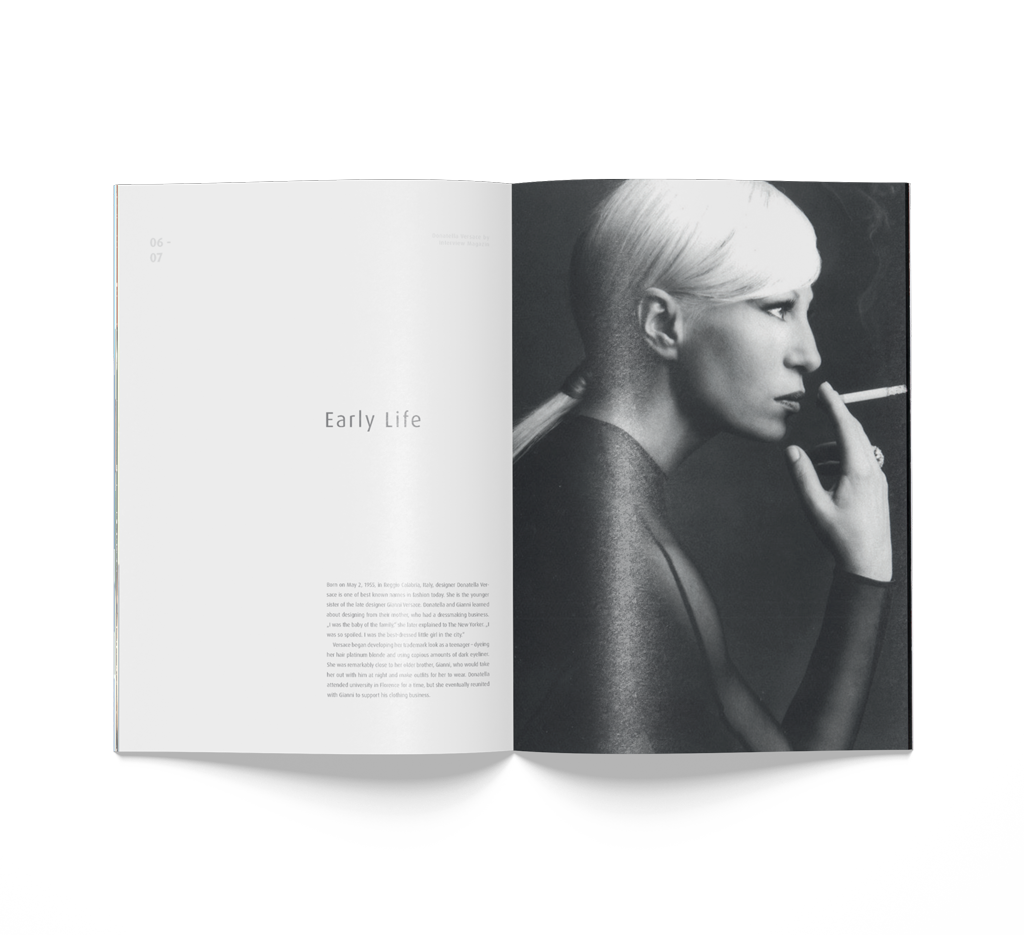 06 -
07
Early Life
Born on May 2, 1955, in Reggio Calabria, Italy, designer Donatella Ver-
sace is one of best known names in fashion today. She is the younger
sister of the late designer Gianni Versace. Donatella and Gianni learned
about designing from their mother, who had a dressmaking business.
„I was the baby of the family,“ she later explained to The New Yorker. „I
was so spoiled. I was the best-dressed little girl in the city.“
Versace began developing her trademark look as a teenager - dyeing
her hair platinum blonde and using copious amounts of dark eyeliner.
She was remarkably close to her older brother, Gianni, who would take
her out with him at night and make outfits for her to wear. Donatella
attended university in Florence for a time, but she eventually reunited
with Gianni to support his clothing business.